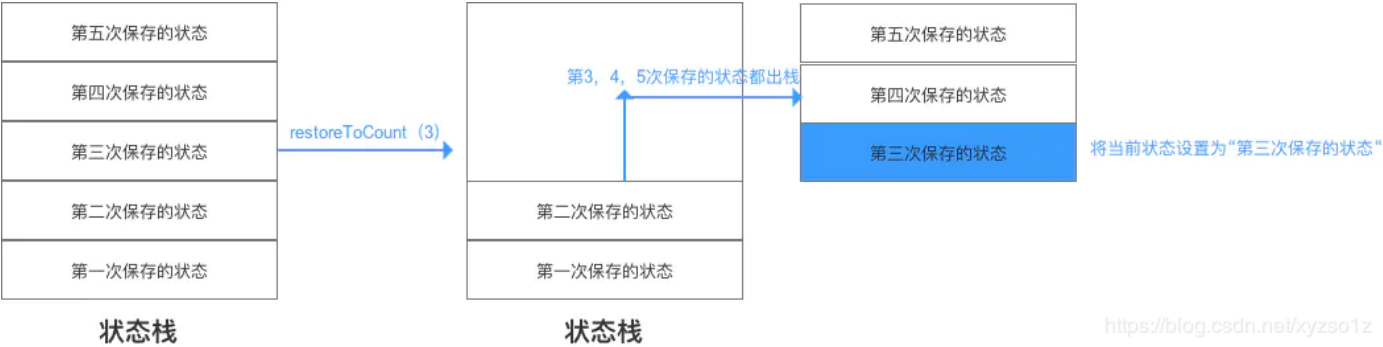 第五次保存的状态
第四次保存的状态
第三次保存的状态
第二次保存的状态
第一次保存的状态
状态栈
restoreToCount（3）
第3，4，5次保存的状态都出栈
第二次保存的状态
第一次保存的状态
状态栈
第五次保存的状态
第四次保存的状态
第三次保存的状态
将当前状态设置为“第三次保存的状态“
https://blog.csdn.net/xyzso1z